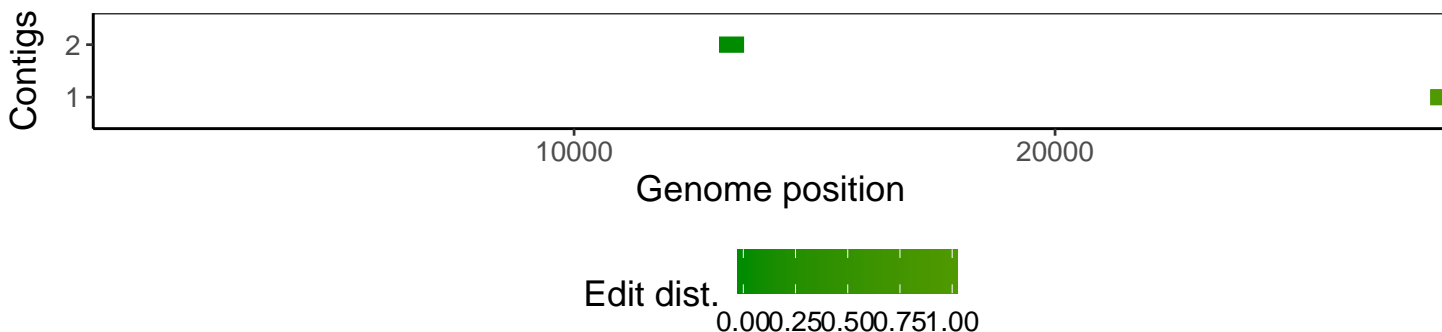 Contigs
2
1
10000 20000
Genome position
Edit dist.
0.000.250.500.751.00